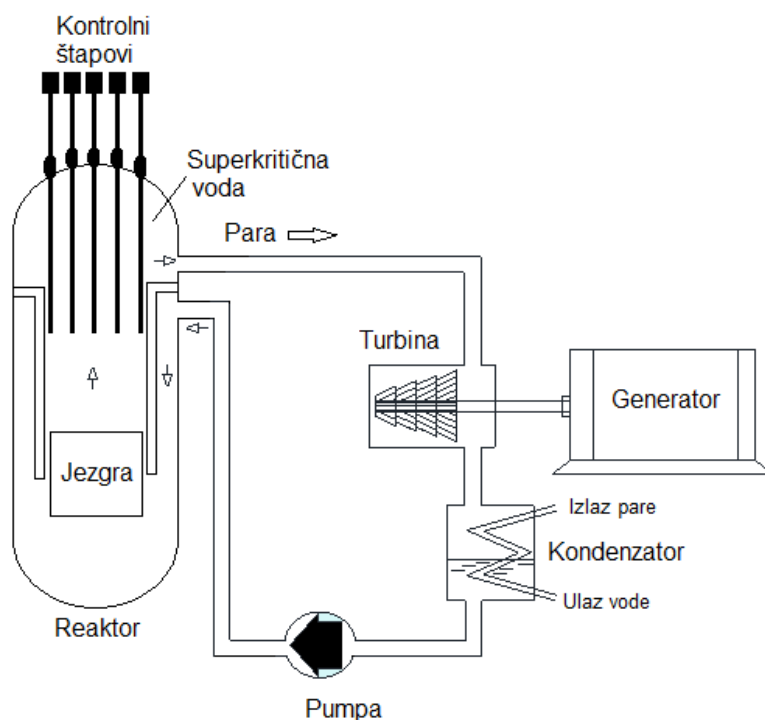 Kontrolni
štapovi
Superkritična
voda
Para
Turbina
Generator
Jezgra
Izlaz pare
Kondenzator
Ulaz vode
Reaktor
Pumpa